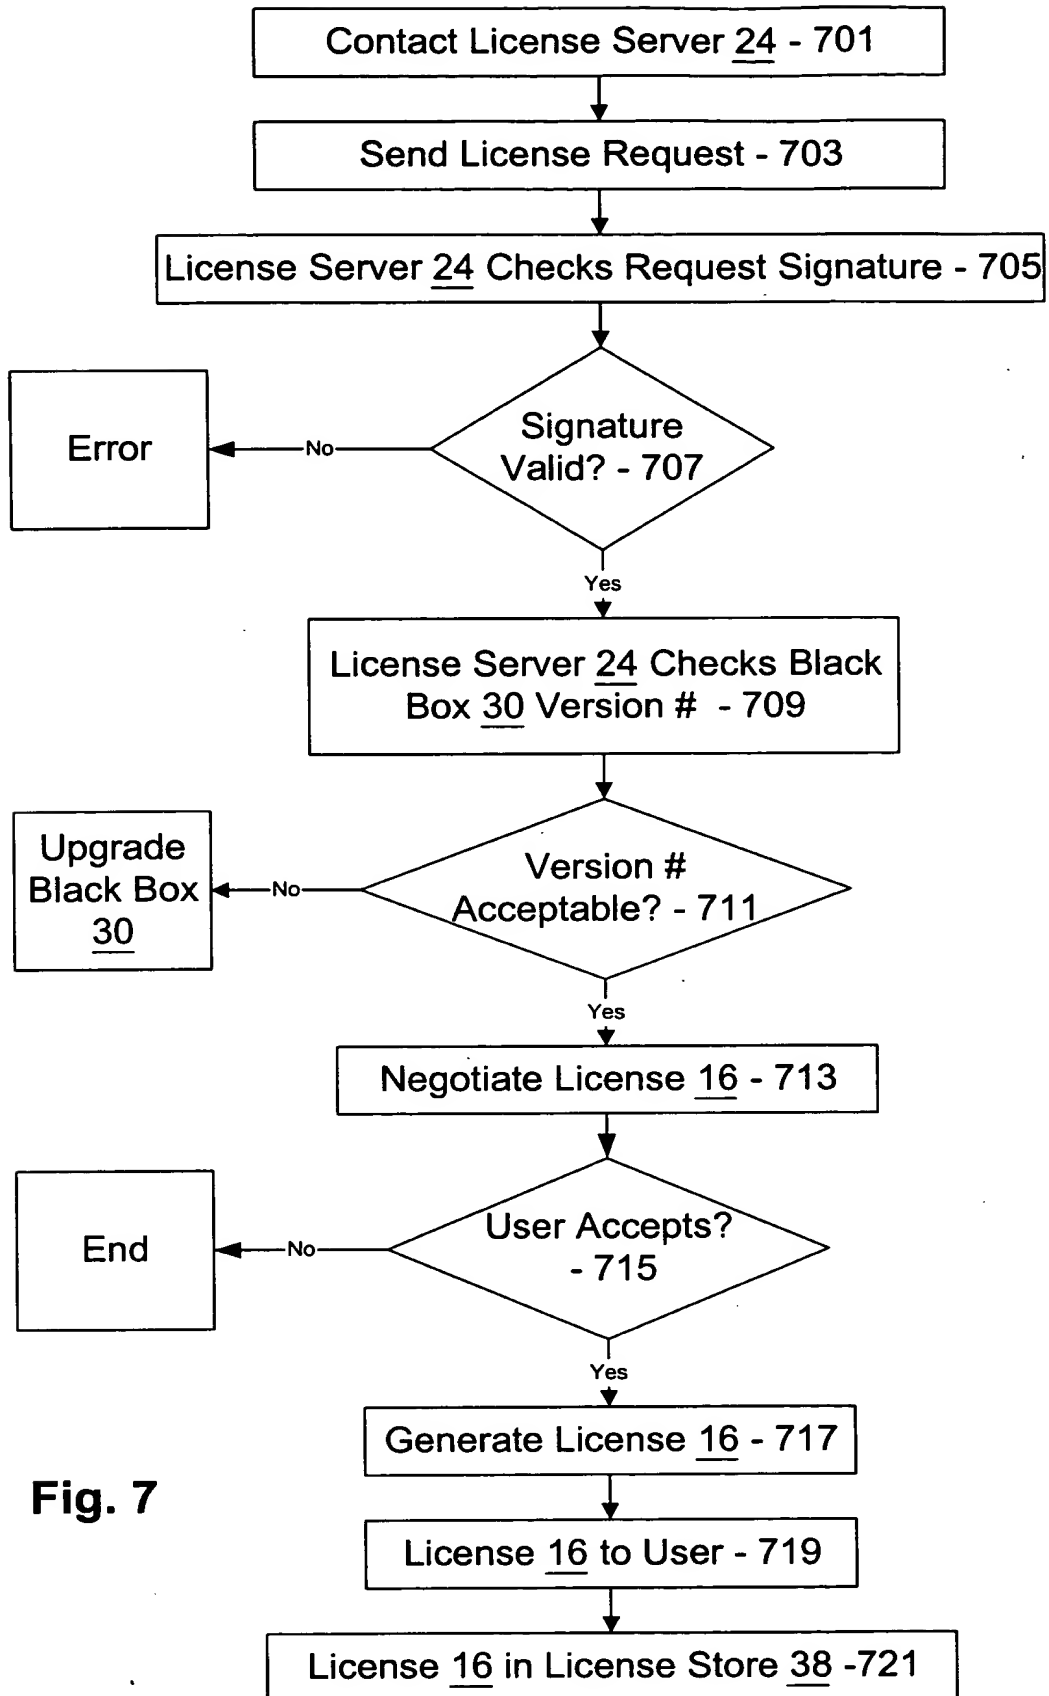 Contact License Server 24 - 701
Send License Request - 703
License Server 24 Checks Request Signature - 705
Signature
Valid? - 707
No
Error
Yes
License Server 24 Checks Black
Box 30 Version # - 709
Version #
Acceptable? - 711
No
Upgrade
Black Box
30
Yes
Negotiate License 16 - 713
User Accepts?
- 715
No
End
Yes
Generate License 16 - 717
License 16 to User - 719
License 16 in License Store 38 -721
Fig. 7